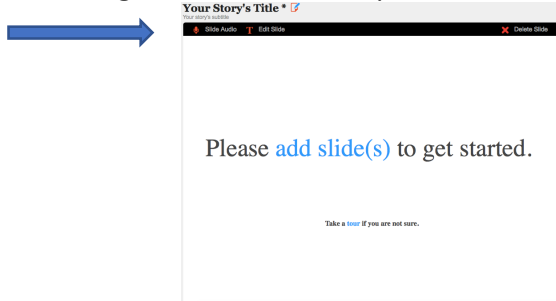 Your Story's Title *
Your story's subtitle
Slide Audio T Edit Slide Delete Slide
Please add slide(s) to get started.
Take a tour if you are not sure.